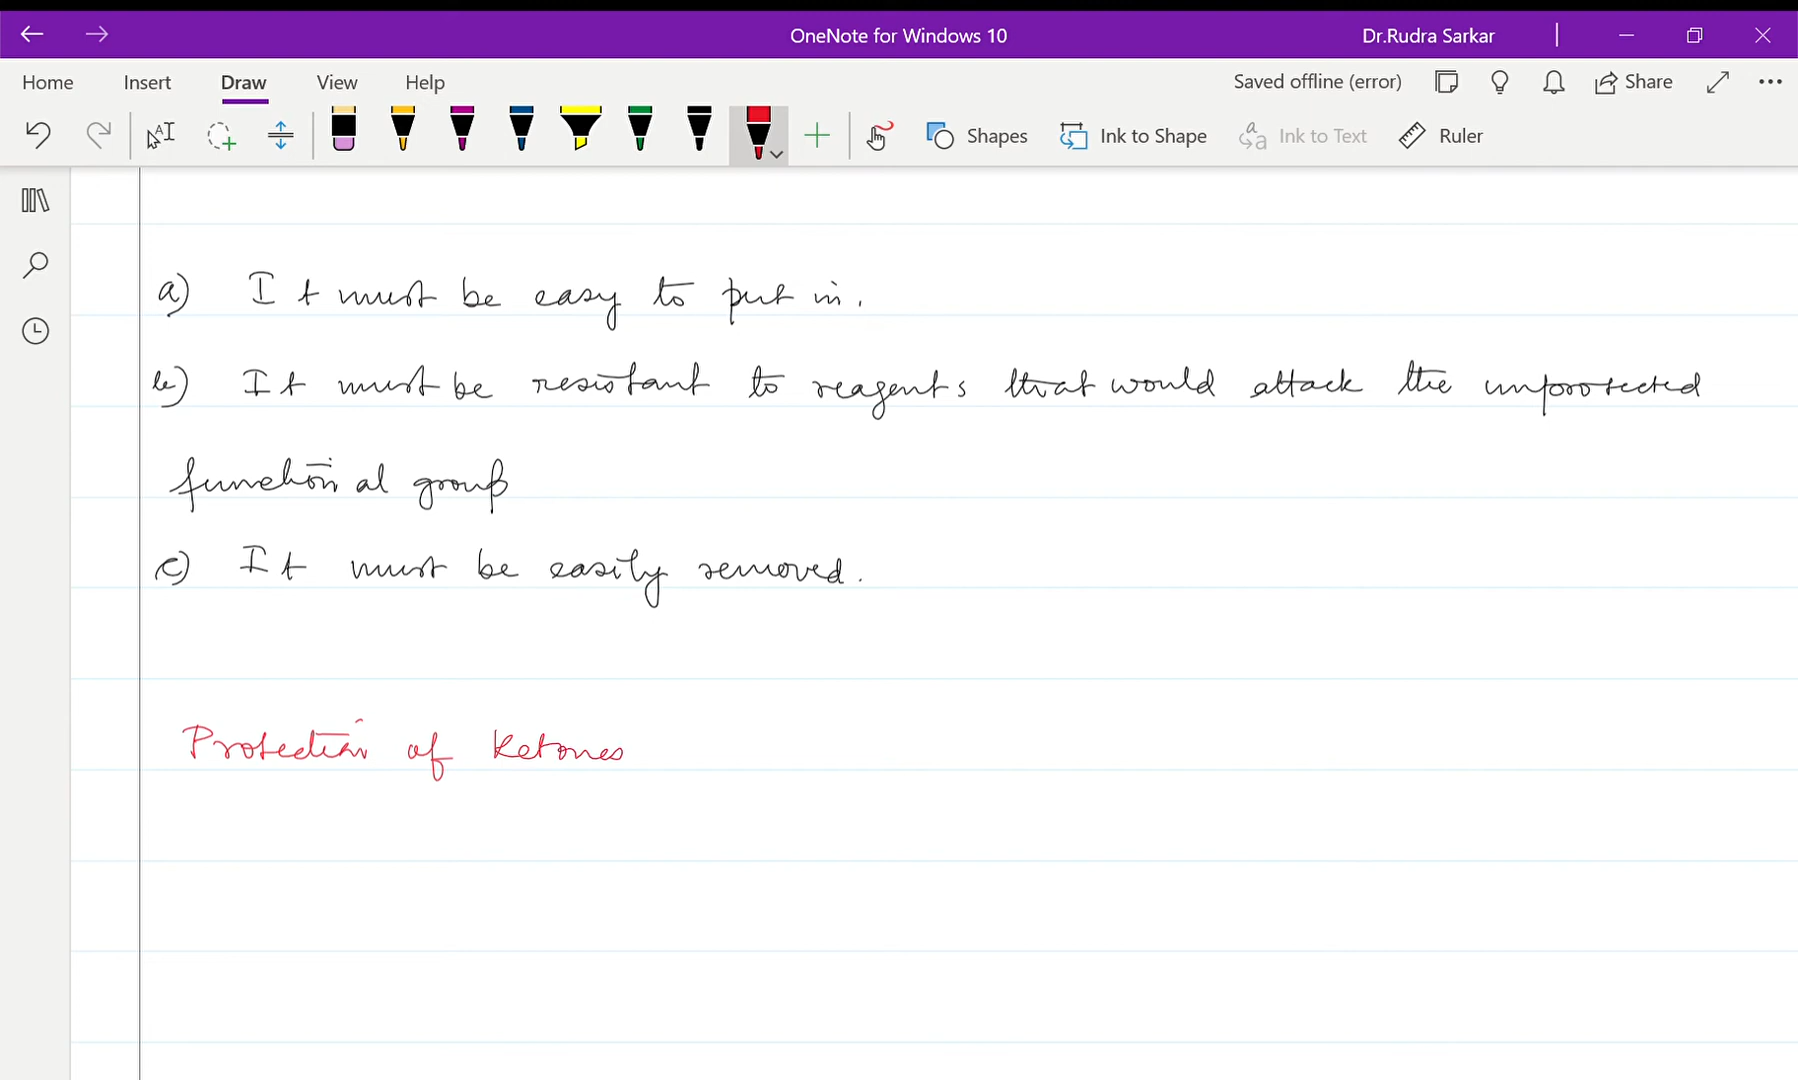 OneNote for Windows 10
Dr.Rudra Sarkar
Home Insert Draw View Help
Saved offline (error)
Share
Shapes
Ink to Shape
Ink to Text
Ruler
a) It must be easy to put in.
b) It must be resistant to reagents that would attack the unprotected
functional group
c) It must be easily removed.
Protection of Ketones